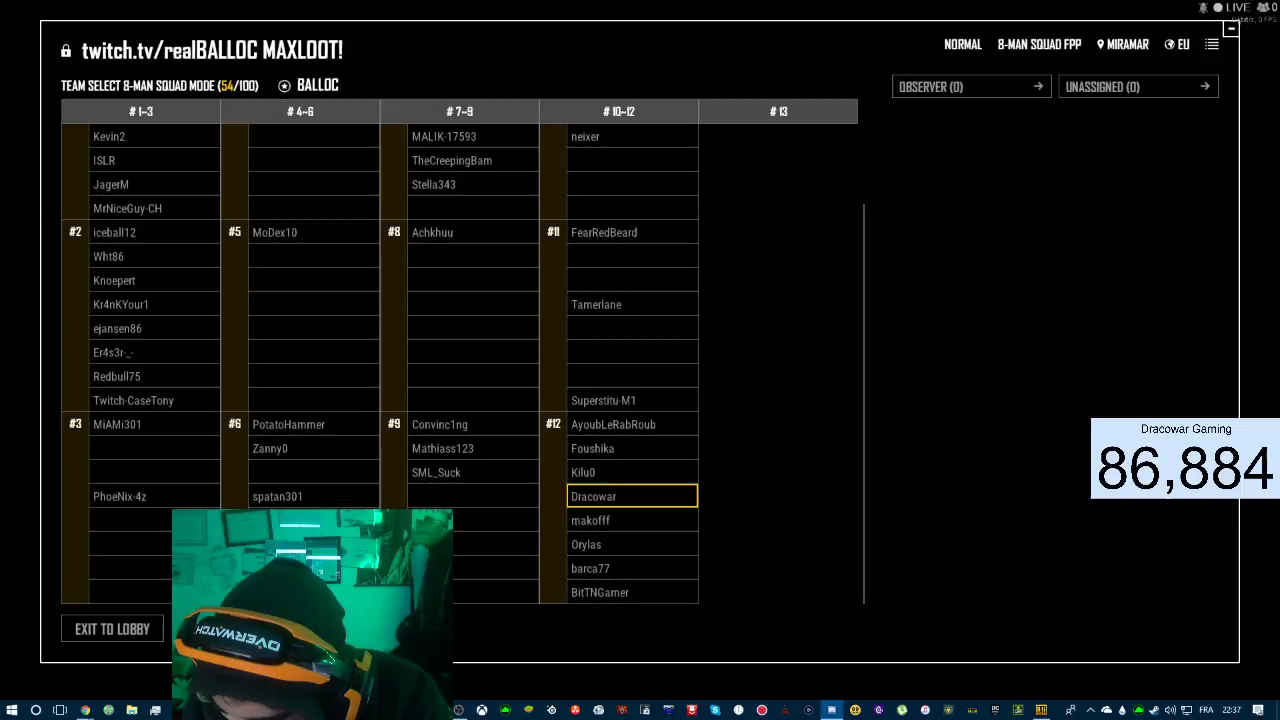 LIVE 0
0 FPS
twitch.tv/realBALLOC MAXLOOT!
NORMAL 8-MAN SQUAD FPP MIRAMAR EU
TEAM SELECT 8-MAN SQUAD MODE (54/100) BALLOC
OBSERVER (0) UNASSIGNED (0)
# 1~3 # 4~6 # 7~9 # 10~12 # 13
Kevin2 MALIK-17593 neixer
ISLR TheCreepingBam
JagerM Stella343
MrNiceGuy-CH
#2 iceball12 #5 MoDex10 #8 Achkhuu #11 FearRedBeard
Wht86
Knoepert
Kr4nKYour1 Tamerlane
ejansen86
Er4s3r-_-
Redbull75
Twitch-CaseTony Superstitu-M1
#3 MiAMi301 #6 PotatoHammer #9 Convinc1ng #12 AyoubLeRabRoub
Zanny0 Mathiass123 Foushika
SML_Suck Kilu0
PhoeNix-4z spatan301 Dracowar
makofff
Orylas
barca77
BitTNGamer
Dracowar Gaming
86,884
EXIT TO LOBBY
OVERWATCH
FRA 22:37